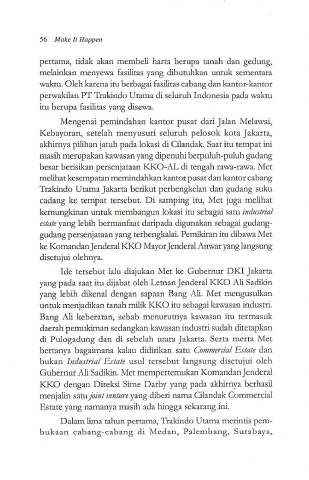 56 Make It Happen
pertama, tidak akan membeli harta berupa tanah dan gedung,
melainkan menyewa fasilitas yang dibutuhkan untuk sementara
waktu. Oleh karena itu berbagai fasilitas cabang dan kantor-kantor
perwakilan PT Trakindo Utama di seluruh Indonesia pada waktu
itu berupa fasilitas yang disewa.
Mengenai pemindahan kantor pusat dari Jalan Melawai,
Kebayoran, setelah menyusuri seluruh pelosok kota Jakarta,
akhirnya pilihan jatuh pada lokasi di Cilandak. Saat itu tempat ini
masih merupakan kawasan yang dipenuhi berpuluh-puluh gudang
besar berisikan persenjataan KKO-AL di tengah rawa-rawa. Met
melihat kesempatan memindahkan kantor pusat dan kantor cabang
Trakindo Utama Jakarta berikut perbengkelan dan gudang suku
cadang ke tempat tersebut. Di samping itu, Met juga melihat
kemungkinan untuk membangun lokasi itu sebagai satu industrial
estate yang lebih bermanfaat daripada digunakan sebagai gudang-
gudang persenjataan yang terbengkalai. Pemikiran itu dibawa Met
ke Komandan Jenderal KKO Mayor Jenderal Anwar yang langsung
disetujui olehnya.
Ide tersebut lalu diajukan Met ke Gubernur DKI Jakarta
yang pada saat itu dijabat oleh Letnan Jenderal KKO Ali Sadikin
yang lebih dikenal dengan sapaan Bang Ali. Met mengusulkan
untuk menjadikan tanah milik KKO itu sebagai kawasan industri.
Bang Ali keberatan, sebab menurutnya kawasan itu termasuk
daerah pemukiman sedangkan kawasan industri sudah ditetapkan
di Pulogadung dan di sebelah utara Jakarta. Serta merta Met
bertanya bagaimana kalau didirikan satu Commercial Estate dan
bukan Industrial Estate usul tersebut langsung disetujui oleh
Gubernur Ali Sadikin. Met mempertemukan Komandan Jenderal
KKO dengan Direksi Sime Darby yang pada akhirnya berhasil
menjalin satu joint venture yang diberi nama Cilandak Commercial
Estate yang namanya masih ada hingga sekarang ini.
Dalam lima tahun pertama, Trakindo Utama merintis pem-
bukaan cabang-cabang di Medan, Palembang, Surabaya,